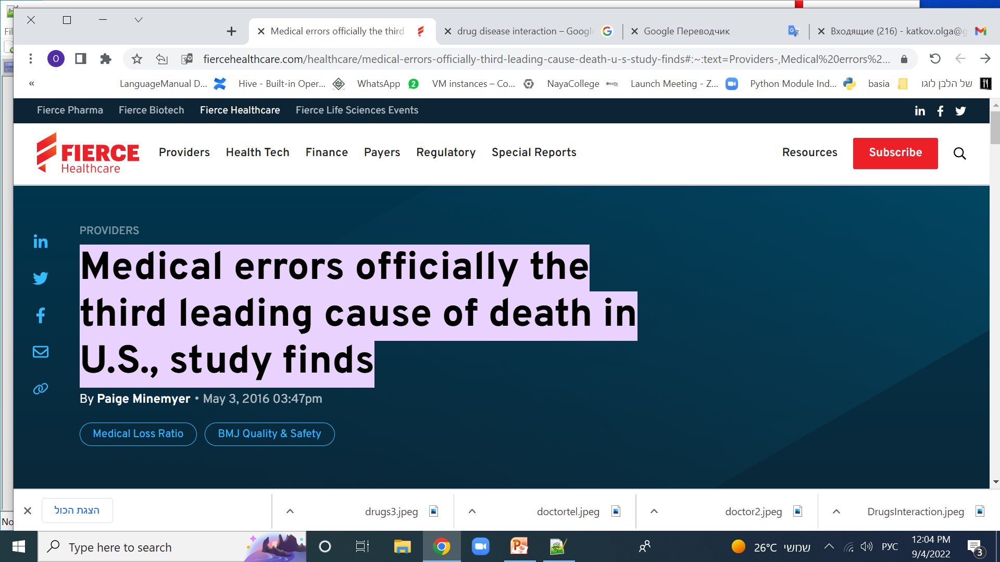 Fil
Medical errors officially the third
drug disease interaction – Googl
Google Переводчик
Входящие (216) - katkov.olga@g
O
fiercehealthcare.com/healthcare/medical-errors-officially-third-leading-cause-death-u-s-study-finds#:~:text=Providers-,Medical%20errors%2...
«
LanguageManual D...
Hive - Built-in Oper...
WhatsApp
2
VM instances – Co...
NayaCollege
NAYA
Launch Meeting - Z...
Python Module Ind...
basia
של הלבן לוגו
Fierce Pharma
Fierce Biotech
Fierce Healthcare
Fierce Life Sciences Events
FIERCE
Healthcare
Providers
Health Tech
Finance
Payers
Regulatory
Special Reports
Resources
Subscribe
PROVIDERS
Medical errors officially the
third leading cause of death in
U.S., study finds
By Paige Minemyer • May 3, 2016 03:47pm
Medical Loss Ratio
BMJ Quality & Safety
No
הצגת הכול
drugs3.jpeg
doctortel.jpeg
doctor2.jpeg
DrugsInteraction.jpeg
Type here to search
26°C שמשי
РУС
12:04 PM
9/4/2022
3